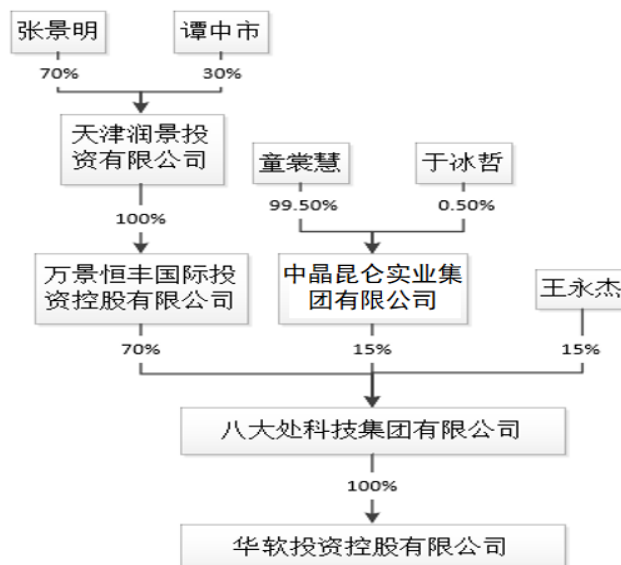 张景明
谭中市
70%
30%
天津润景投
资有限公司
童裳慧
于冰哲
99.50%
0.50%
100%
万景恒丰国际投
资控股有限公司
中晶昆仑实业集
团有限公司
王永杰
70%
15%
15%
八大处科技集团有限公司
100%
华软投资控股有限公司